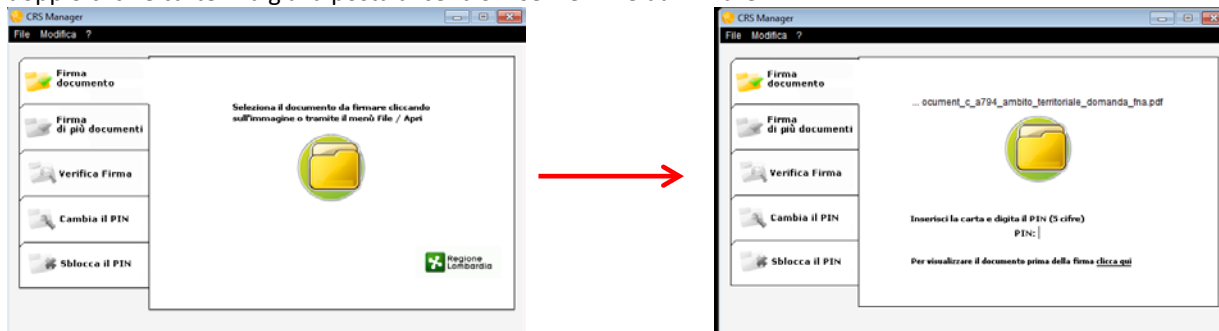 CRS Manager
File Modifica ?
Firma
documento
Firma
di più documenti
Verifica Firma
Cambia il PIN
Sblocca il PIN
Seleziona il documento da firmare cliccando
sull'immagine o tramite il menù File / Apri
Regione
Lombardia
CRS Manager
File Modifica ?
Firma
documento
Firma
di più documenti
Verifica Firma
Cambia il PIN
Sblocca il PIN
... ocument_c_a794_ambito_territoriale_domanda_fna.pdf
Inserisci la carta e digita il PIN (5 cifre)
PIN:
Per visualizzare il documento prima della firma clicca qui